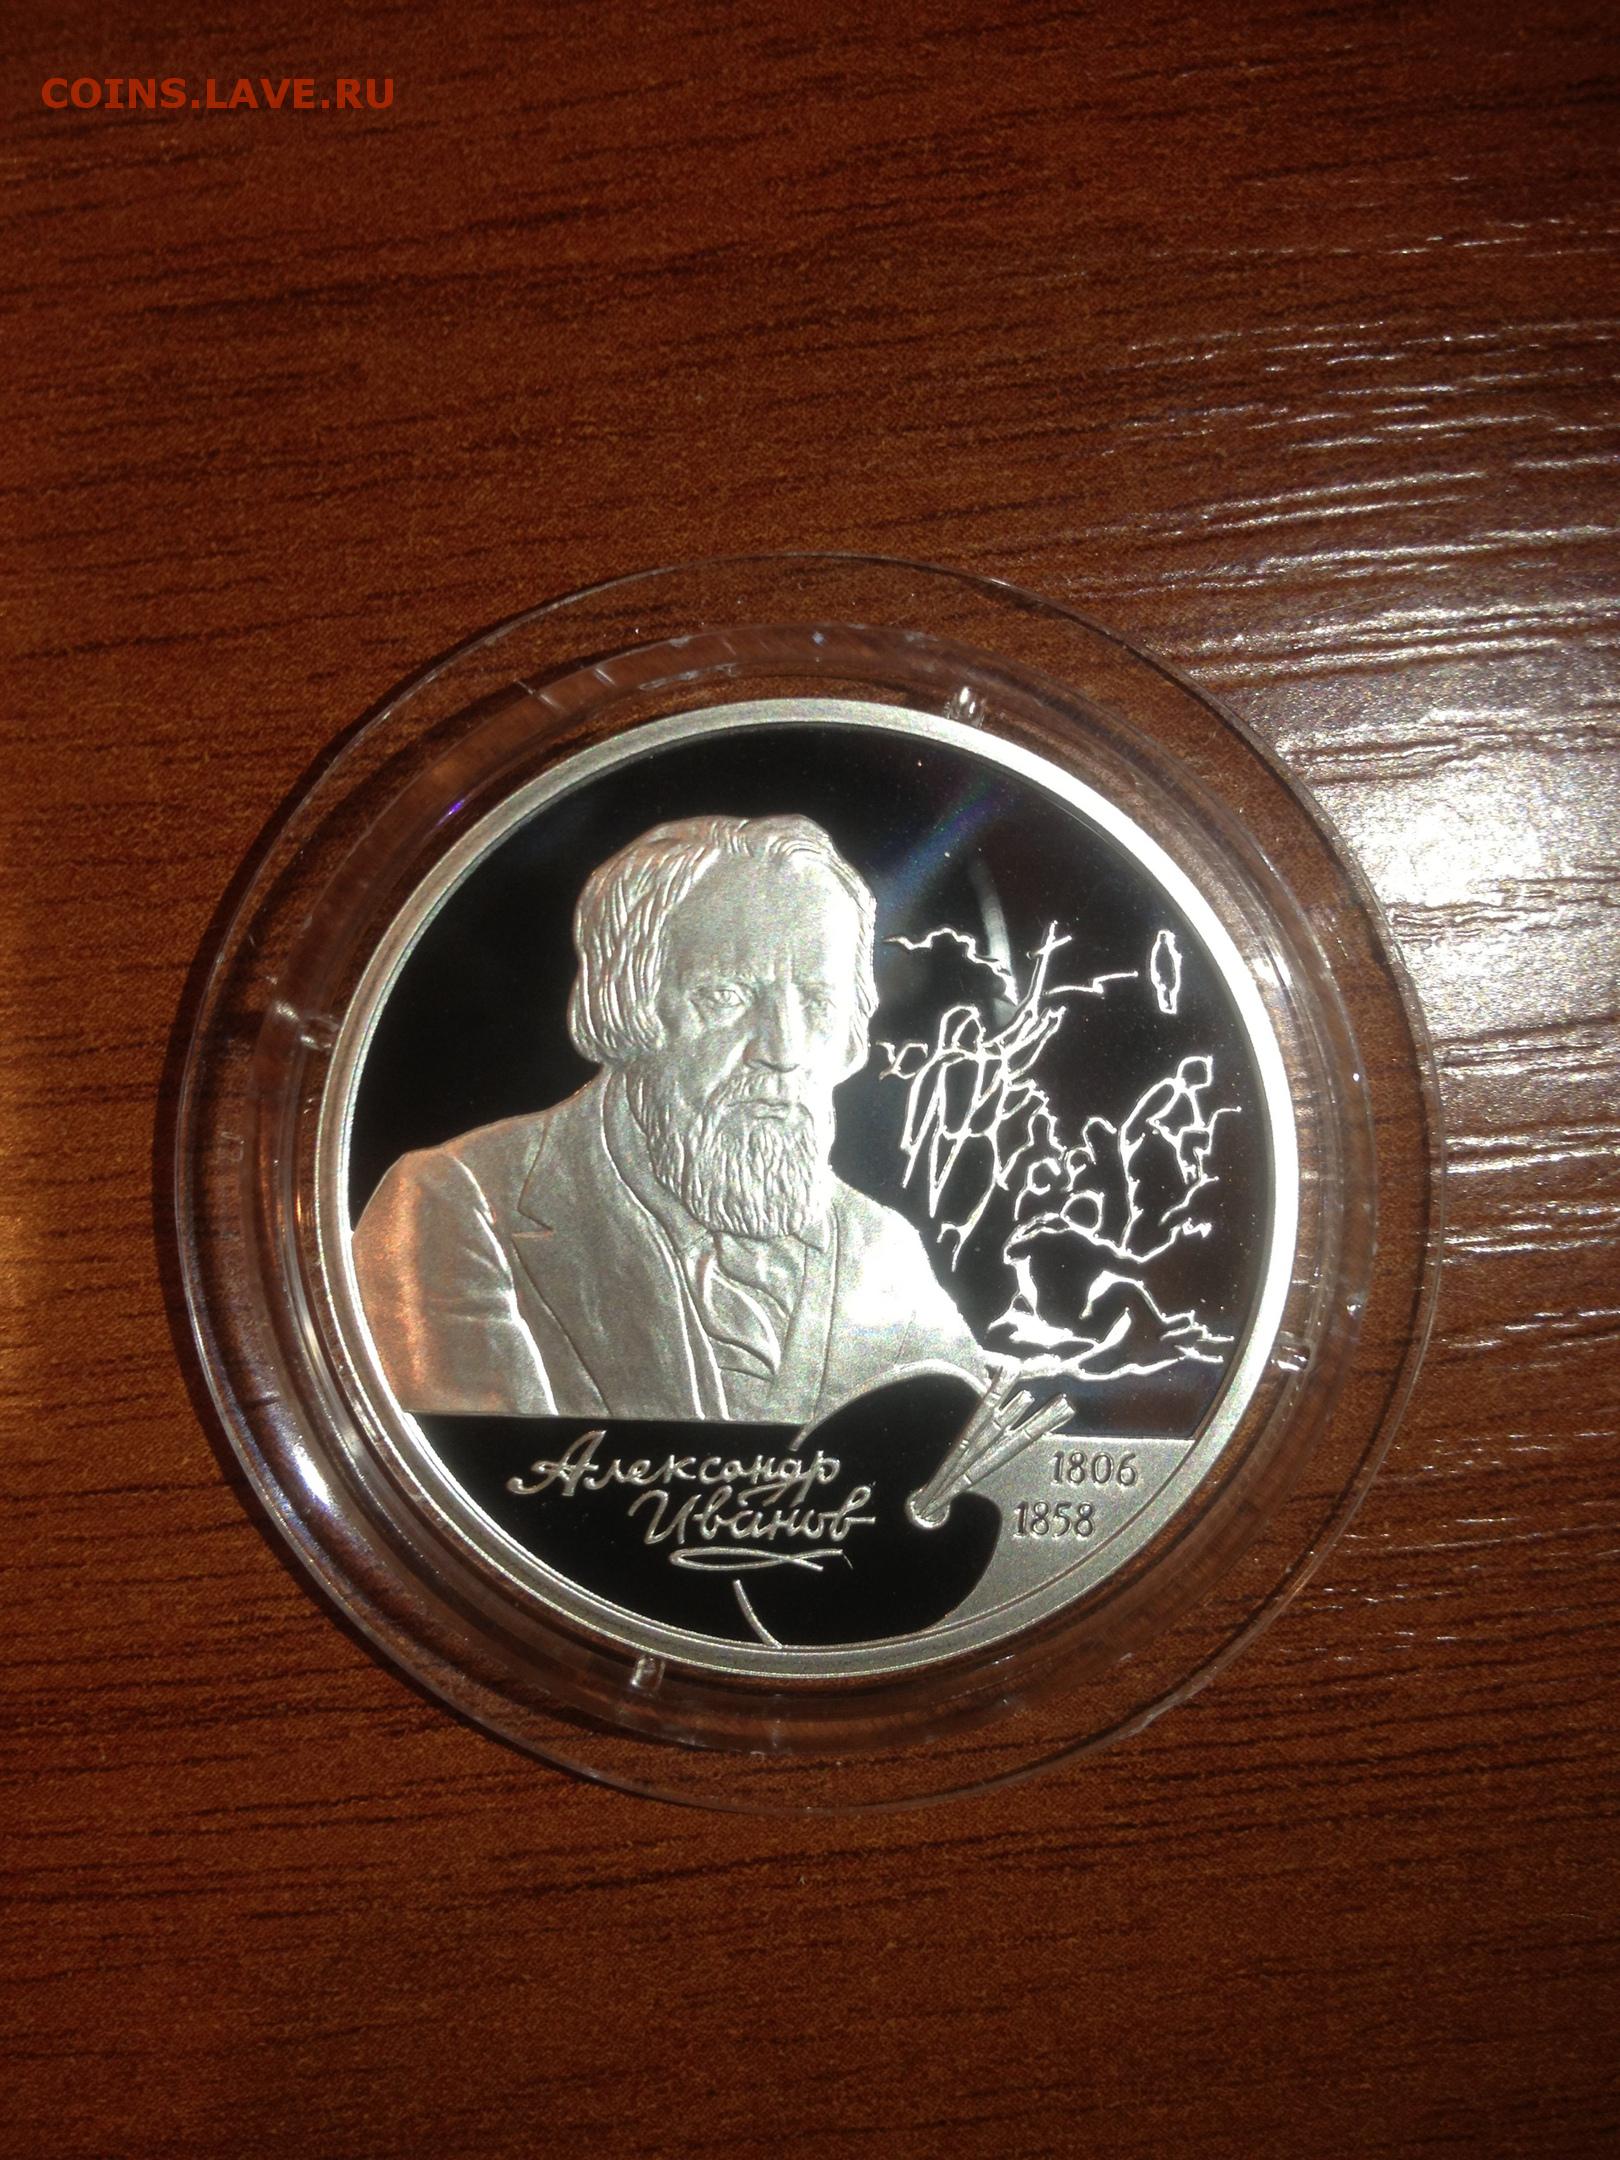 COINS.LAVE.RU
Александр
Иванов
1806
1858